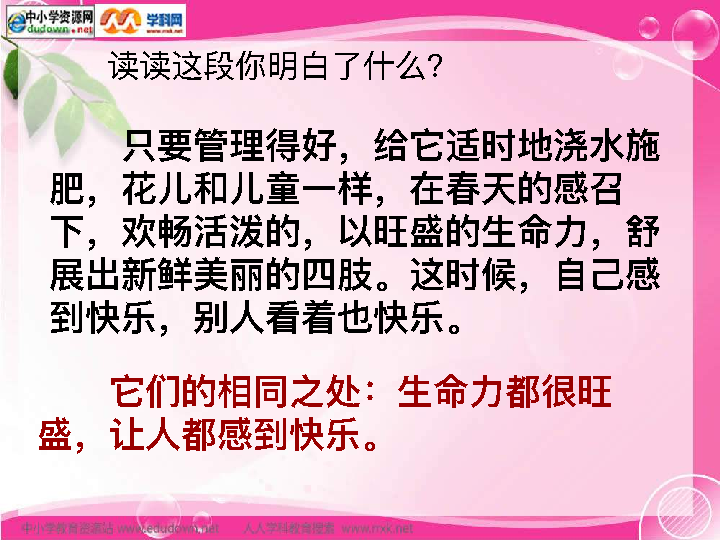 中小学资源网 学科网
dudown.net www.nxk.net
读读这段你明白了什么？
只要管理得好，给它适时地浇水施
肥，花儿和儿童一样，在春天的感召
下，欢畅活泼的，以旺盛的生命力，舒
展出新鲜美丽的四肢。这时候，自己感
到快乐，别人看着也快乐。
它们的相同之处：生命力都很旺
盛，让人都感到快乐。
中小学教育资源站 www.edudown.net 人人学科教育搜索 www.rrxk.net